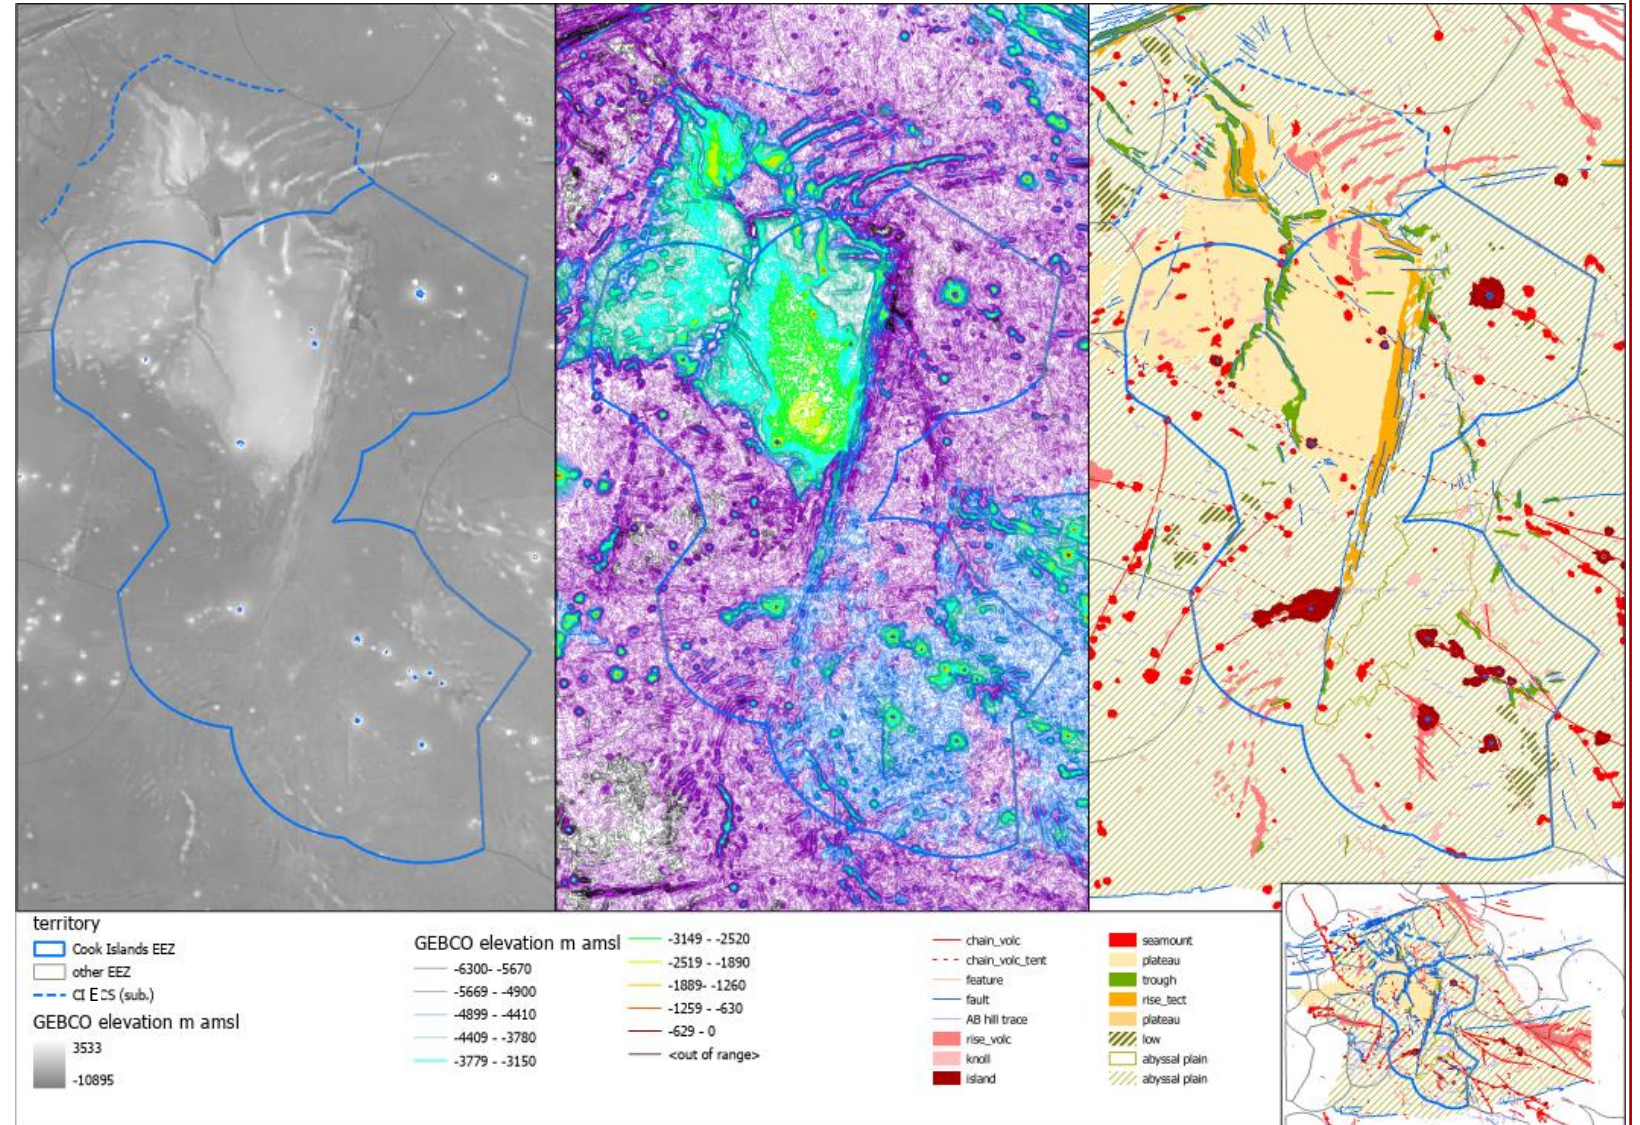 territory
Cook Islands EEZ
other EEZ
CI ECS (sub.)
GEBCO elevation m amsl
3533
-10895
GEBCO elevation m amsl
-6300- -5670
-5669 - -4900
-4899 - -4410
-4409 - -3780
-3779 - -3150
-3149 - -2520
-2519 - -1890
-1889- -1260
-1259 - -630
-629 - 0
<out of range>
chain_volc
chain_volc_tent
feature
fault
AB hill trace
rise_volc
knoll
island
seamount
plateau
trough
rise_tect
plateau
low
abyssal plain
abyssal plain